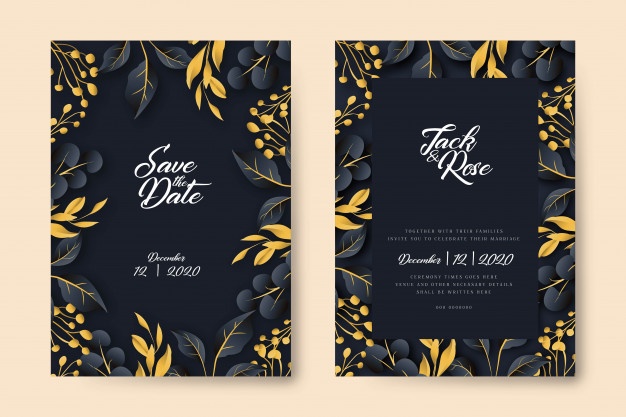 Save
the
Date
December
12 | 2020
Jack
& Rose
TOGETHER WITH THEIR FAMILIES
INVITE YOU TO CELEBRATE THEIR MARRIAGE
December | 12 | 2020
CEREMONY TIMES GOES HERE
VENUE AND OTHER NECESSARY DETAILS
SHALL BE WRITTEN HERE